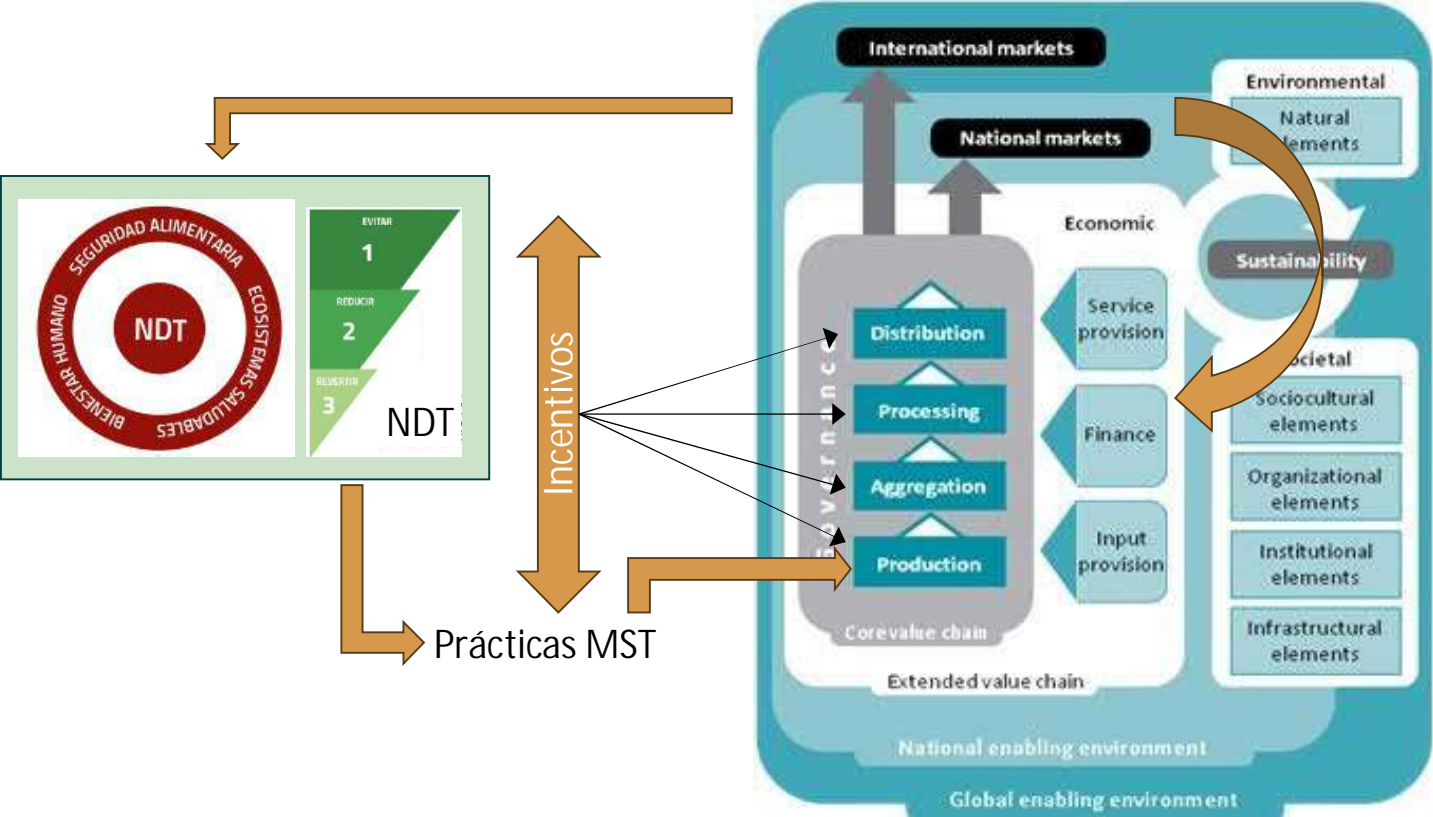 SEGURIDAD ALIMENTARIA
ECOSISTEMAS SALUDABLES
BIENESTAR HUMANO
NDT
EVITAR
1
REDUCIR
2
REVERTIR
3
NDT
Incentivos
Prácticas MST
International markets
National markets
Environmental
Natural
Sustainability
Economic
Service
provision
Finance
Input
provision
Distribution
Processing
Aggregation
Production
Core value chain
Extended value chain
National enabling environment
Global enabling environment
Sociocultural
elements
Organizational
elements
Institutional
elements
Infrastructural
elements